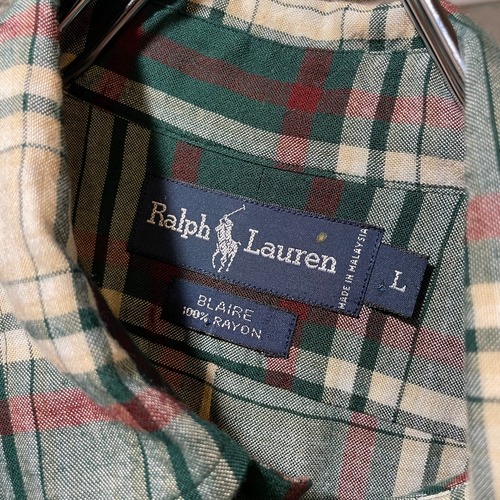 Ralph Lauren
MADE IN MALAYSIA
L
BLAIRE
100% RAYON